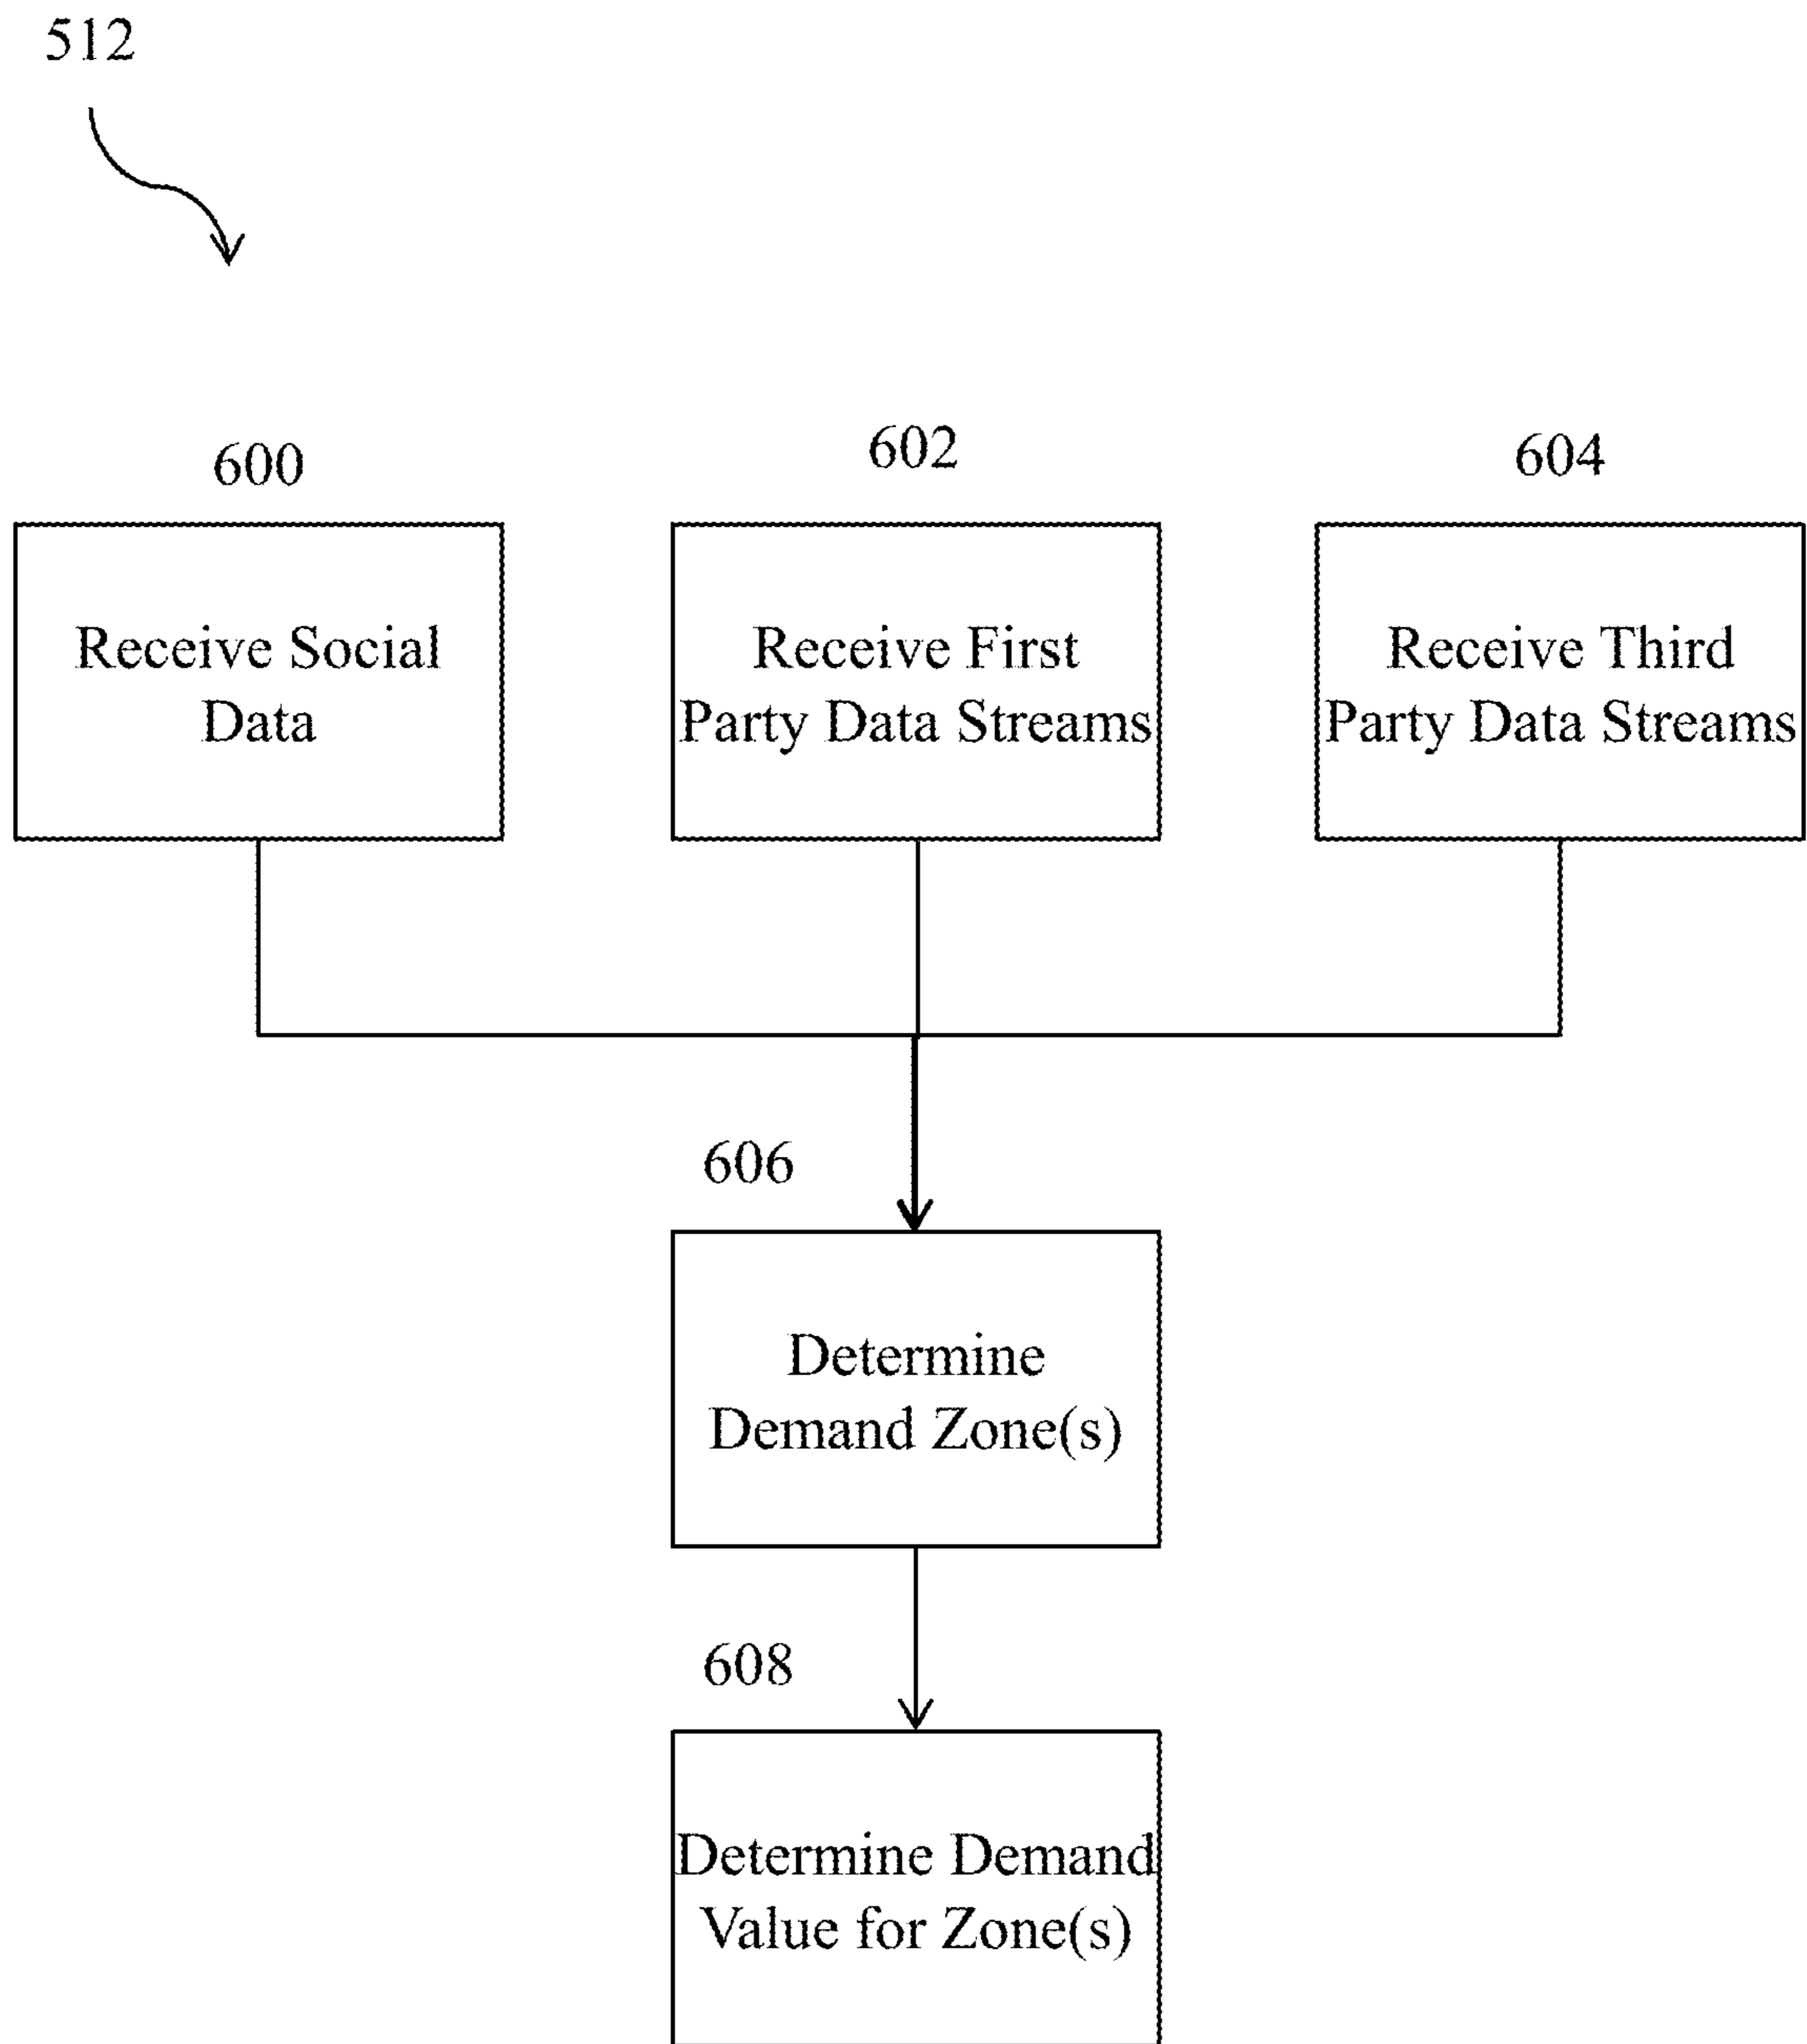 512
600
602
604
Receive Social
Data
Receive First
Party Data Streams
Receive Third
Party Data Streams
606
Determine
Demand Zone(s)
608
Determine Demand
Value for Zone(s)